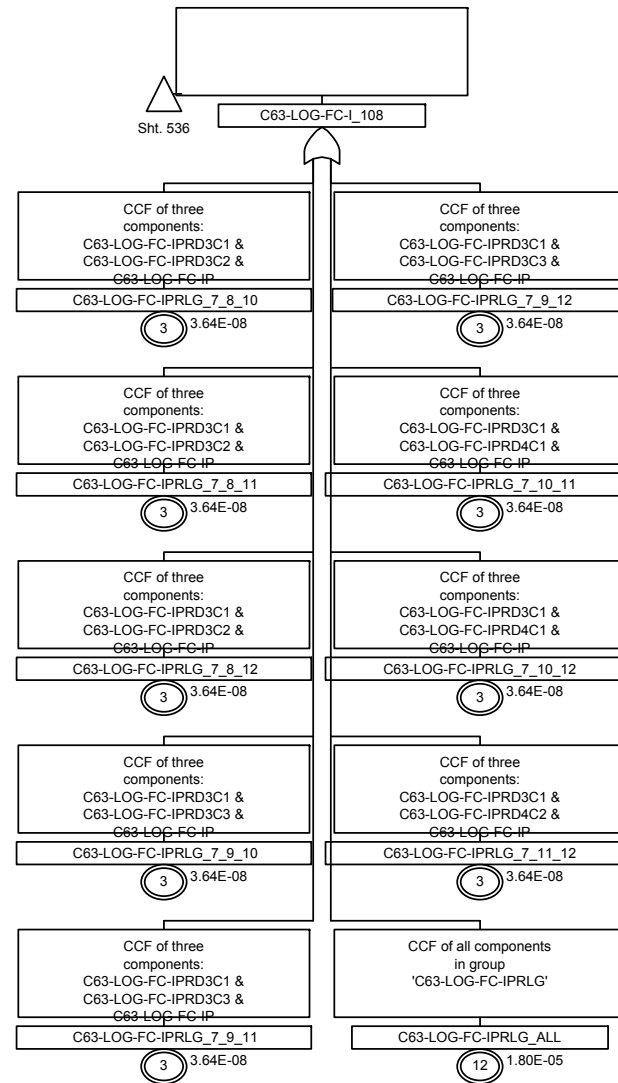 Sht. 536
C63-LOG-FC-I_108
CCF of three
components:
C63-LOG-FC-IPRD3C1 &
C63-LOG-FC-IPRD3C2 &
C63-LOG-FC-IP
C63-LOG-FC-IPRLG_7_8_10
3
3.64E-08
CCF of three
components:
C63-LOG-FC-IPRD3C1 &
C63-LOG-FC-IPRD3C3 &
C63-LOG-FC-IP
C63-LOG-FC-IPRLG_7_9_12
3
3.64E-08
CCF of three
components:
C63-LOG-FC-IPRD3C1 &
C63-LOG-FC-IPRD3C2 &
C63-LOG-FC-IP
C63-LOG-FC-IPRLG_7_8_11
3
3.64E-08
CCF of three
components:
C63-LOG-FC-IPRD3C1 &
C63-LOG-FC-IPRD4C1 &
C63-LOG-FC-IP
C63-LOG-FC-IPRLG_7_10_11
3
3.64E-08
CCF of three
components:
C63-LOG-FC-IPRD3C1 &
C63-LOG-FC-IPRD3C2 &
C63-LOG-FC-IP
C63-LOG-FC-IPRLG_7_8_12
3
3.64E-08
CCF of three
components:
C63-LOG-FC-IPRD3C1 &
C63-LOG-FC-IPRD4C1 &
C63-LOG-FC-IP
C63-LOG-FC-IPRLG_7_10_12
3
3.64E-08
CCF of three
components:
C63-LOG-FC-IPRD3C1 &
C63-LOG-FC-IPRD3C3 &
C63-LOG-FC-IP
C63-LOG-FC-IPRLG_7_9_10
3
3.64E-08
CCF of three
components:
C63-LOG-FC-IPRD3C1 &
C63-LOG-FC-IPRD4C2 &
C63-LOG-FC-IP
C63-LOG-FC-IPRLG_7_11_12
3
3.64E-08
CCF of three
components:
C63-LOG-FC-IPRD3C1 &
C63-LOG-FC-IPRD3C3 &
C63-LOG-FC-IP
C63-LOG-FC-IPRLG_7_9_11
3
3.64E-08
CCF of all components
in group
'C63-LOG-FC-IPRLG'
C63-LOG-FC-IPRLG_ALL
12
1.80E-05